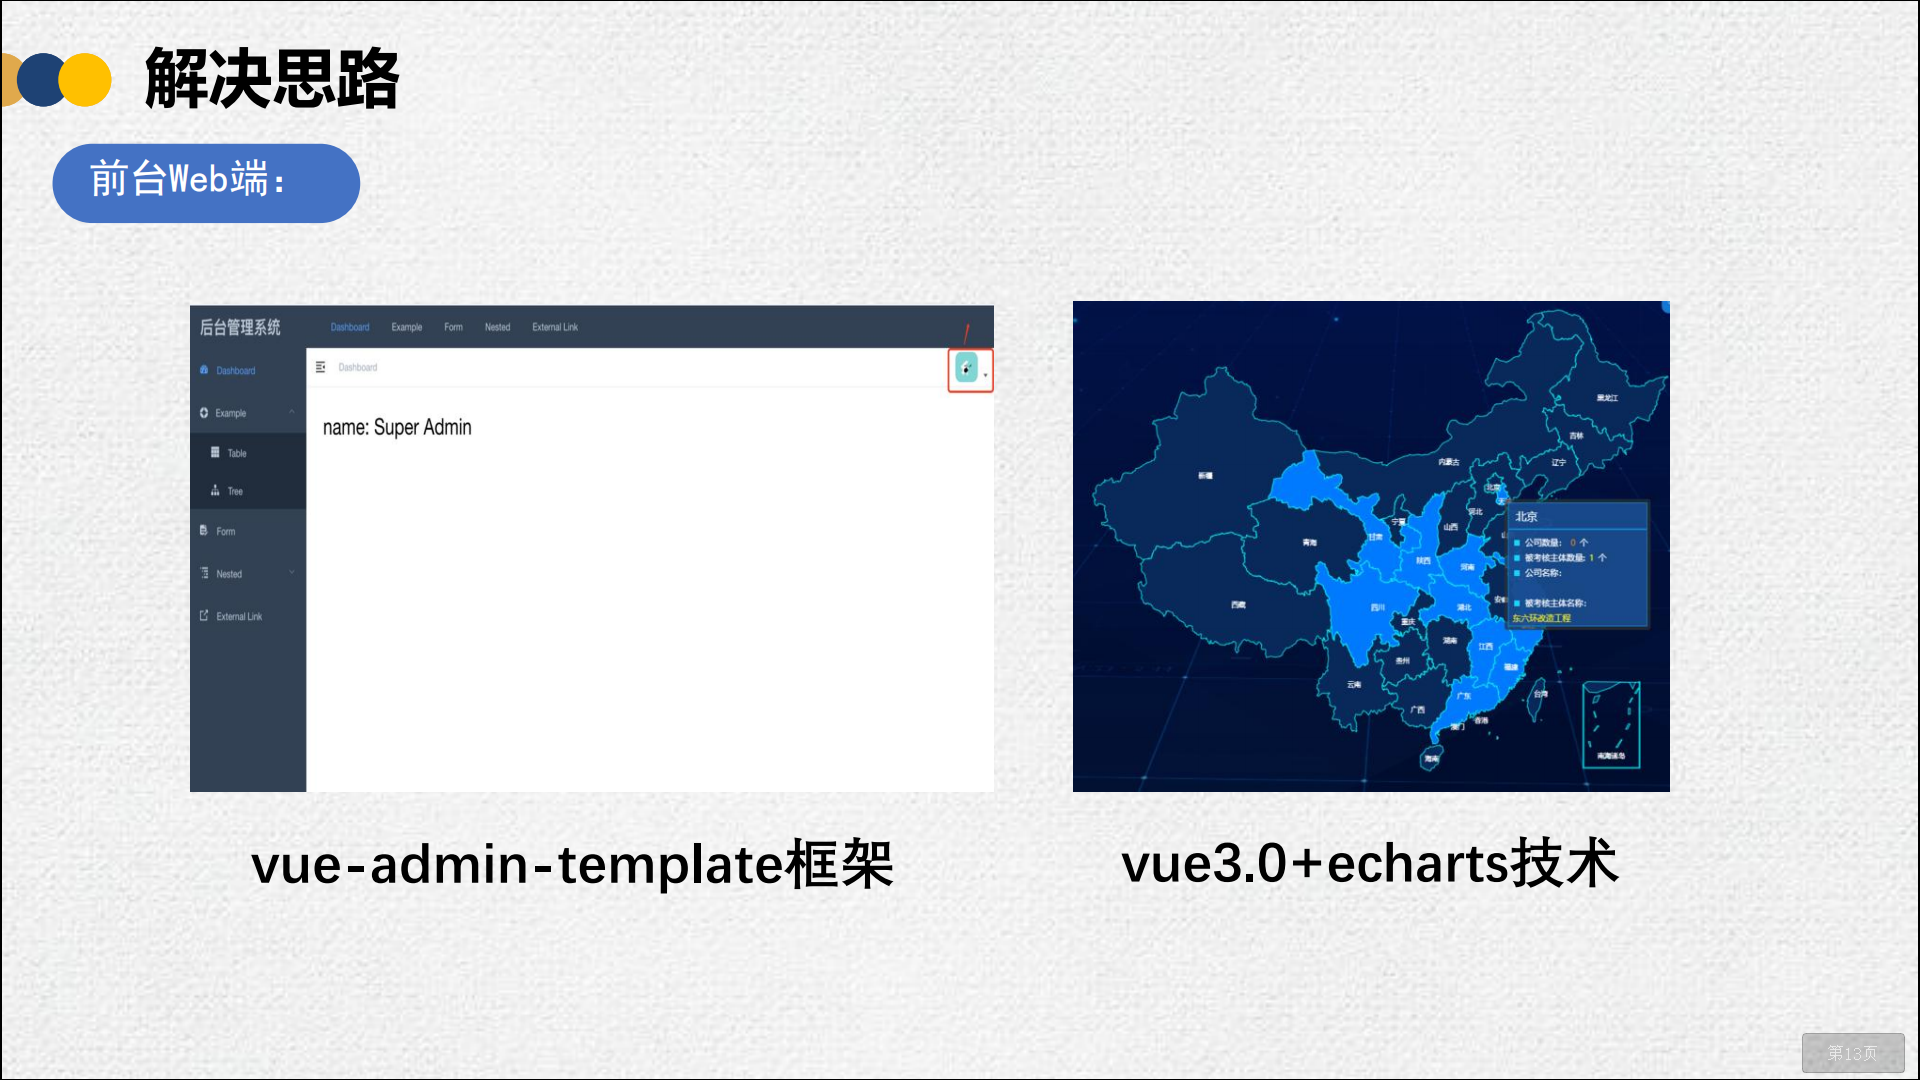 解决思路
前台Web端：
后台管理系统
Dashboard
Example
Form
Nested
External Link
Dashboard
Dashboard
Example
Table
Tree
Form
Nested
External Link
name: Super Admin
黑龙江
吉林
辽宁
内蒙古
新疆
北京
河北
宁夏
山西
甘肃
青海
陕西
河南
西藏
四川
湖北
重庆
湖南
江西
贵州
福建
云南
广东
广西
台湾
香港
澳门
海南
南海诸岛
北京
公司数量： 0 个
被考核主体数量: 1 个
公司名称:
被考核主体名称:
东六环改造工程
vue-admin-template框架
vue3.0+echarts技术
第13页